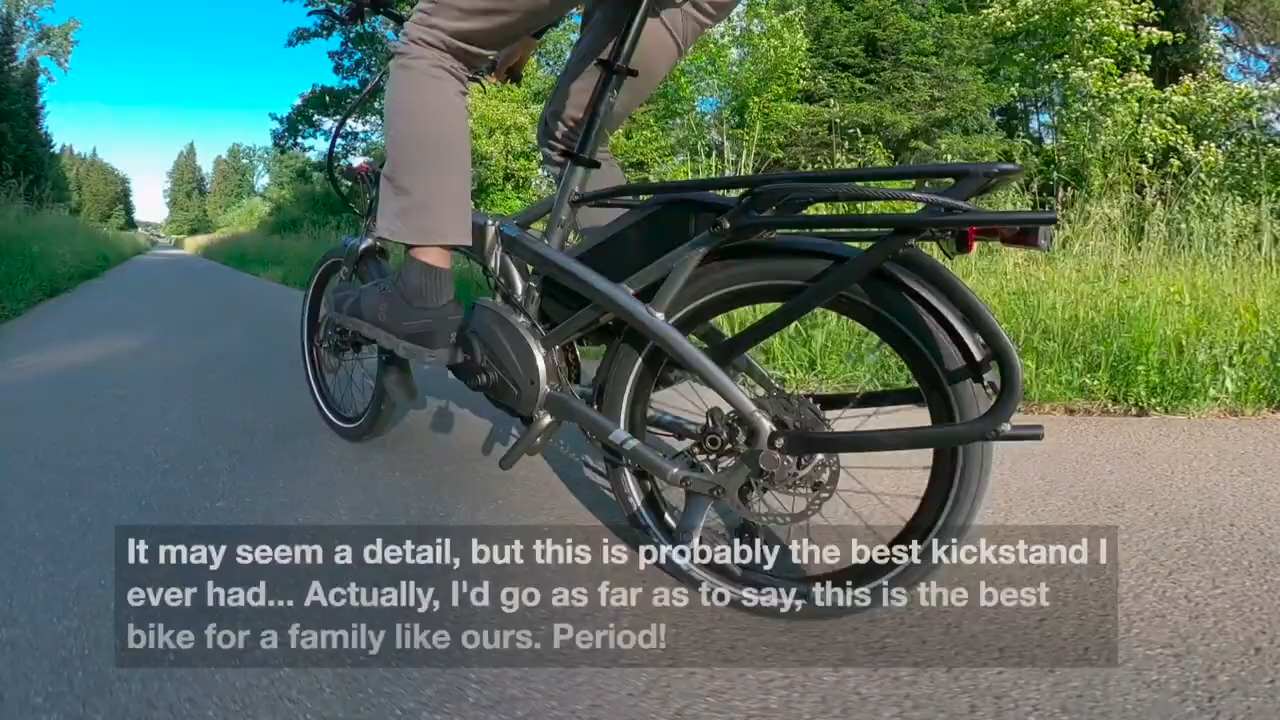 It may seem a detail, but this is probably the best kickstand I
ever had... Actually, I'd go as far as to say, this is the best
bike for a family like ours. Period!